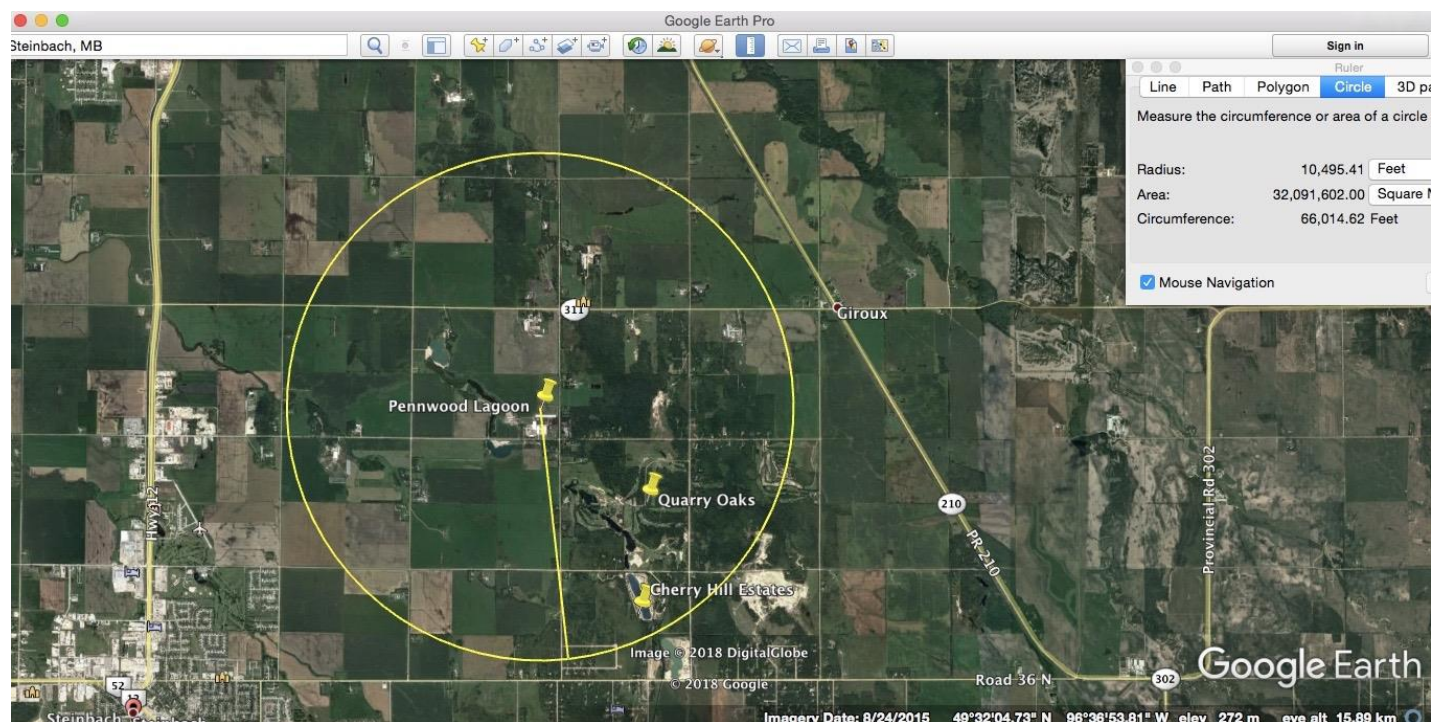 Google Earth Pro
Steinbach, MB
Sign in
Ruler
Line Path Polygon Circle 3D pa
Measure the circumference or area of a circle
Radius: 10,495.41 Feet
Area: 32,091,602.00 Square M
Circumference: 66,014.62 Feet
Mouse Navigation
311
Giroux
Pennwood Lagoon
Quarry Oaks
210
Hwy 12
PR 210
Provincial Rd 302
Cherry Hill Estates
Image © 2018 DigitalGlobe
© 2018 Google
Road 36 N
302
Google Earth
52
12
Steinbach
Steinbach
Imagery Date: 8/24/2015 49°32'04.73" N 96°36'53.81" W elev 272 m eye alt 15.89 km